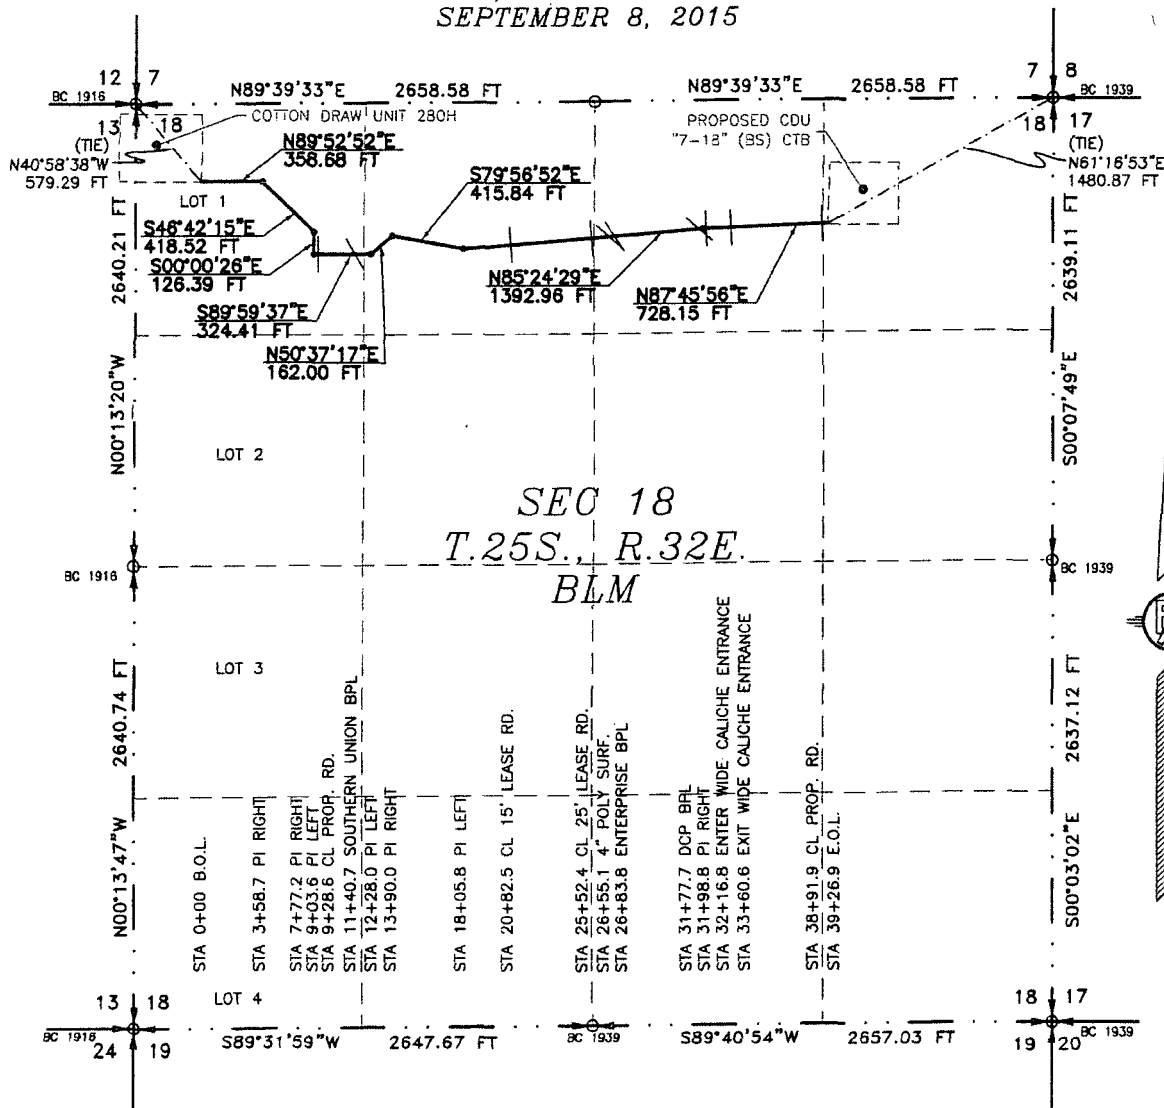 SEPTEMBER 8, 2015
12 7
7 8
BC 1916
N89°39'33"E 2658.58 FT
N89°39'33"E 2658.58 FT
BC 1939
13 18
COTTON DRAW UNIT 280H
PROPOSED CDU
"7-18" (BS) CTB
18 17
(TIE)
N40°58'38"W
579.29 FT
N89°52'52"E
358.68 FT
(TIE)
N61°16'53"E
1480.87 FT
S79°56'52"E
415.84 FT
LOT 1
S46°42'15"E
418.52 FT
S00°00'26"E
126.39 FT
S89°59'37"E
324.41 FT
N50°37'17"E
162.00 FT
N85°24'29"E
1392.96 FT
N87°45'56"E
728.15 FT
2640.21 FT
2639.11 FT
N00°13'20"W
S00°07'49"E
LOT 2
SEC 18
T.25S., R.32E.
BLM
BC 1916
BC 1939
LOT 3
2640.74 FT
2637.12 FT
N00°13'47"W
S00°03'02"E
STA 0+00 B.O.L.
STA 3+58.7 PI RIGHT
STA 7+77.2 PI RIGHT
STA 9+03.6 PI LEFT
STA 9+28.6 CL PROP. RD.
STA 11+40.7 SOUTHERN UNION BPL
STA 12+28.0 PI LEFT
STA 13+90.0 PI RIGHT
STA 18+05.8 PI LEFT
STA 20+82.5 CL 15' LEASE RD.
STA 25+52.4 CL 25' LEASE RD.
STA 26+55.1 4" POLY SURF.
STA 26+83.8 ENTERPRISE BPL
STA 31+77.7 DCP BPL
STA 31+98.8 PI RIGHT
STA 32+16.8 ENTER WIDE CALICHE ENTRANCE
STA 33+60.6 EXIT WIDE CALICHE ENTRANCE
STA 38+91.9 CL PROP. RD.
STA 39+26.9 E.O.L.
LOT 4
13 18
18 17
BC 1916
24 19
S89°31'59"W 2647.67 FT
BC 1939
S89°40'54"W 2657.03 FT
BC 1939
19 20